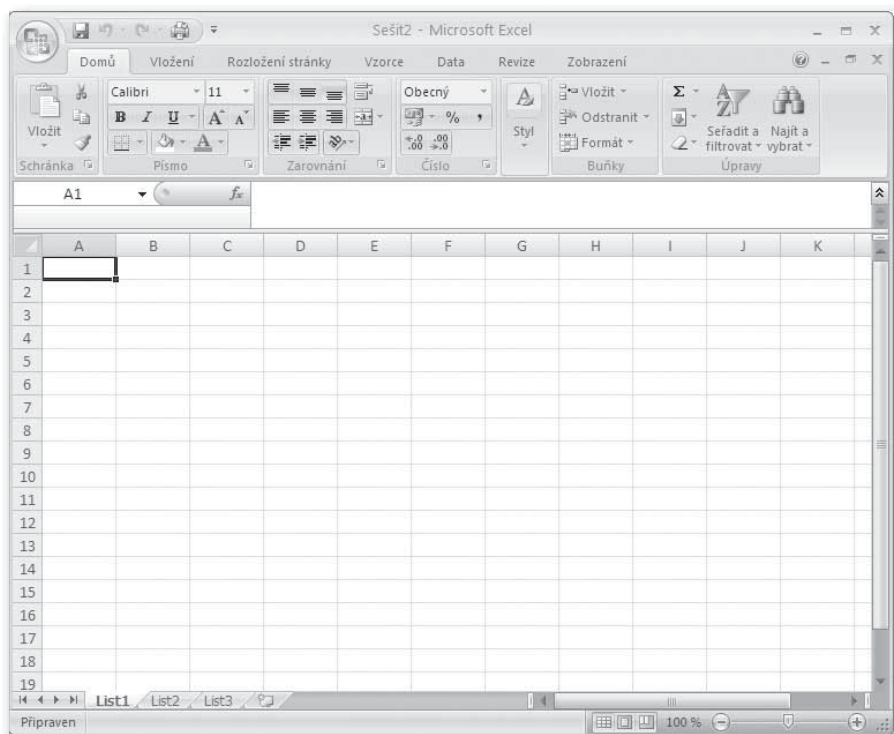 Sešit2 - Microsoft Excel
Domů Vložení Rozložení stránky Vzorce Data Revize Zobrazení
Calibri 11 Obecný Vložit Σ
B I U A A % , Odstranit
Vložit Styl Seřadit a filtrovat Najít a vybrat
A ,00 ,00 Formát
Schránka Písmo Zarovnání Číslo Buňky Úpravy
A1 fx
A B C D E F G H I J K
1
2
3
4
5
6
7
8
9
10
11
12
13
14
15
16
17
18
19
List1 List2 List3
Připraven 100 %